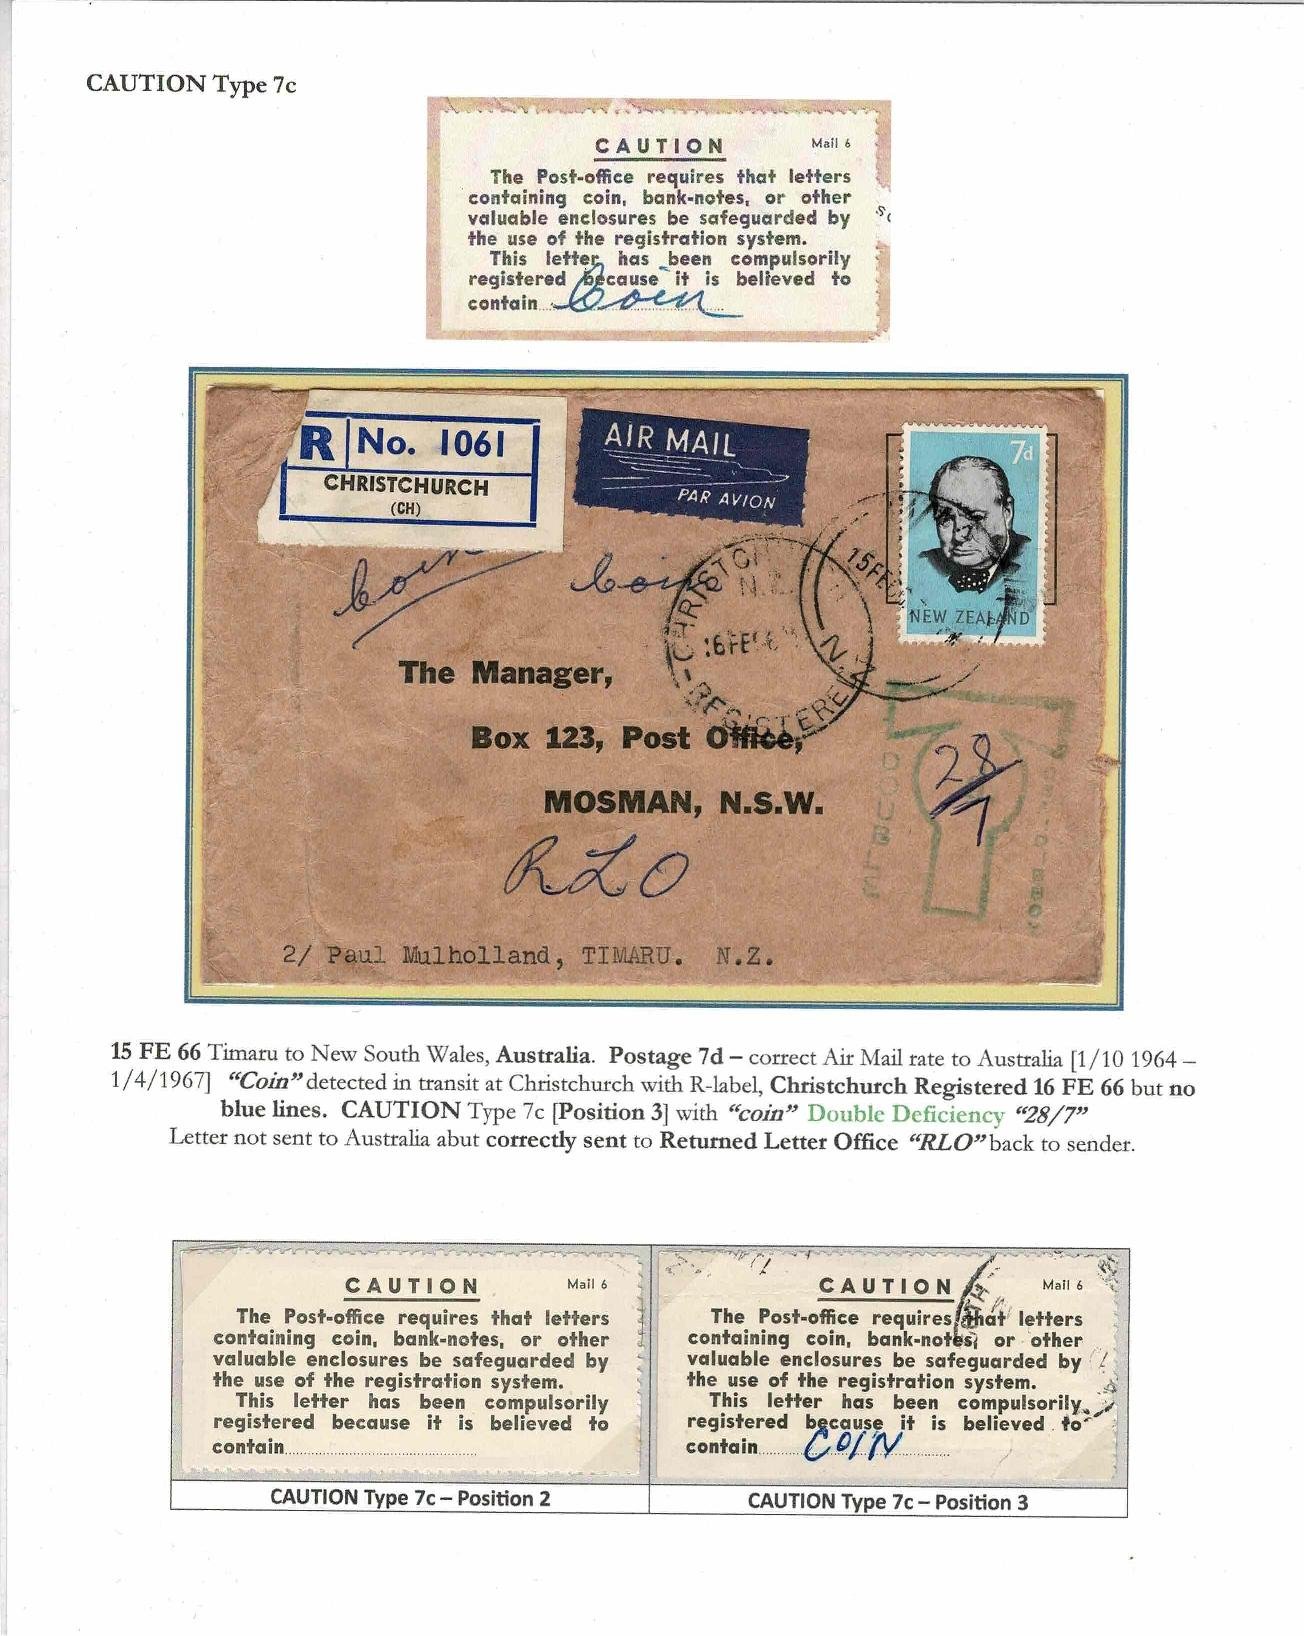 CAUTION Type 7c
CAUTION Mail 6
The Post-office requires that letters
containing coin, bank-notes, or other
valuable enclosures be safeguarded by
the use of the registration system.
This letter has been compulsorily
registered because it is believed to
contain Coin
R No. 1061
CHRISTCHURCH
(CH)
AIR MAIL
PAR AVION
7d
NEW ZEALAND
15FE
coin coin
CHRISTCH
N.Z.
16FE 6
REGISTERED
N.Z.
The Manager,
Box 123, Post Office,
MOSMAN, N.S.W.
RLO
DOUBLE
T
28/7
2/ Paul Mulholland, TIMARU. N.Z.
15 FE 66 Timaru to New South Wales, Australia. Postage 7d – correct Air Mail rate to Australia [1/10 1964 –
1/4/1967] “Coin” detected in transit at Christchurch with R-label, Christchurch Registered 16 FE 66 but no
blue lines. CAUTION Type 7c [Position 3] with “coin” Double Deficiency “28/7”
Letter not sent to Australia abut correctly sent to Returned Letter Office “RLO” back to sender.
CAUTION Mail 6
The Post-office requires that letters
containing coin, bank-notes, or other
valuable enclosures be safeguarded by
the use of the registration system.
This letter has been compulsorily
registered because it is believed to
contain
CAUTION Type 7c – Position 2
CAUTION Mail 6
The Post-office requires that letters
containing coin, bank-notes, or other
valuable enclosures be safeguarded by
the use of the registration system.
This letter has been compulsorily
registered because it is believed to
contain COIN
CAUTION Type 7c – Position 3